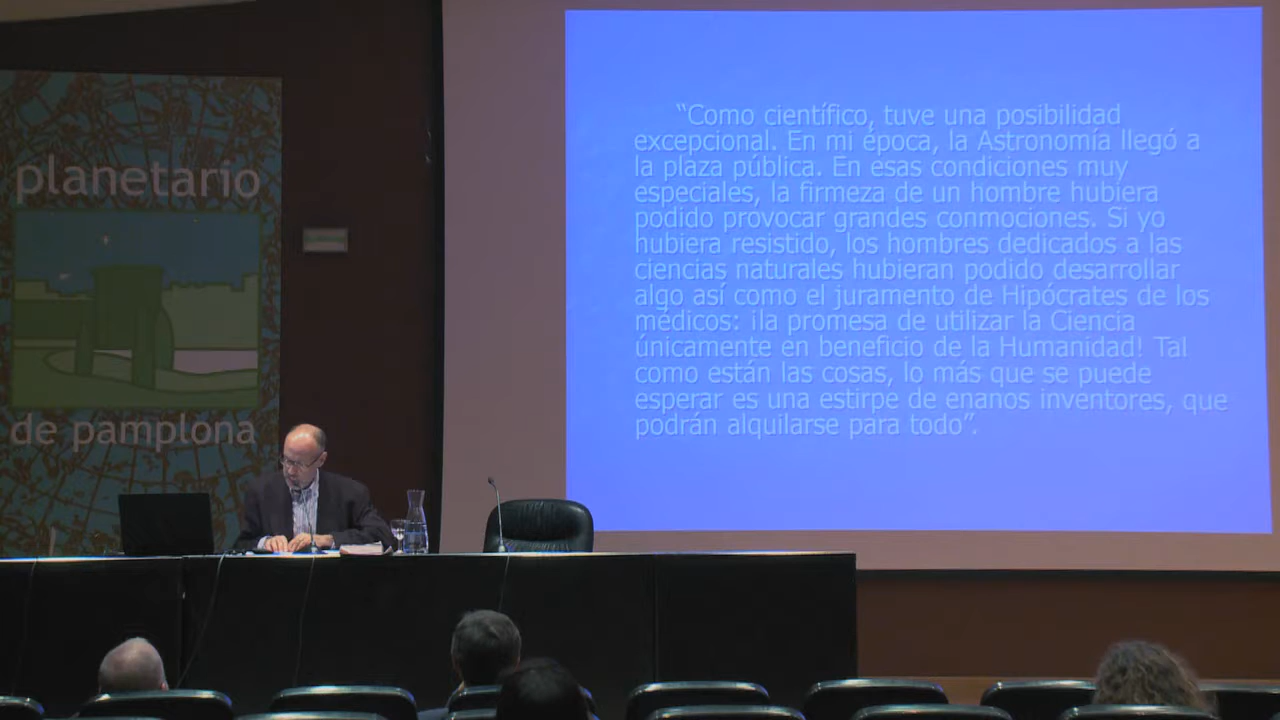 planetario
de pamplona
“Como científico, tuve una posibilidad
excepcional. En mi época, la Astronomía llegó a
la plaza pública. En esas condiciones muy
especiales, la firmeza de un hombre hubiera
podido provocar grandes conmociones. Si yo
hubiera resistido, los hombres dedicados a las
ciencias naturales hubieran podido desarrollar
algo así como el juramento de Hipócrates de los
médicos: ¡la promesa de utilizar la Ciencia
únicamente en beneficio de la Humanidad! Tal
como están las cosas, lo más que se puede
esperar es una estirpe de enanos inventores, que
podrán alquilarse para todo”.